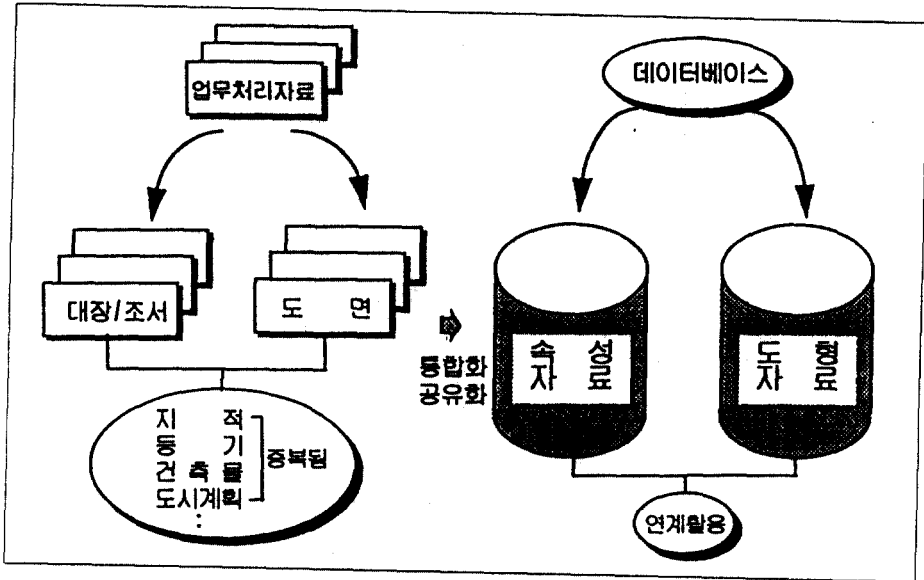 업무처리자료
대장/조서
도 면
지 적
등 기
건 축 물
도시계획
:
중복됨
통합화
공유화
데이터베이스
속 성
자 료
도 형
자 료
연계활용